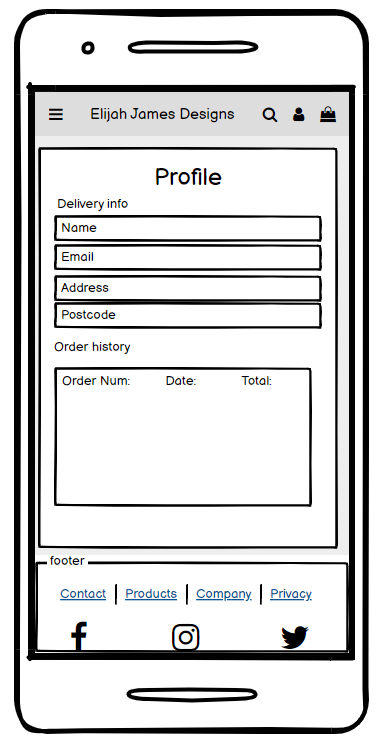 Elijah James Designs
Profile
Delivery info
Name
Email
Address
Postcode
Order history
Order Num: Date: Total:
footer
Contact Products Company Privacy